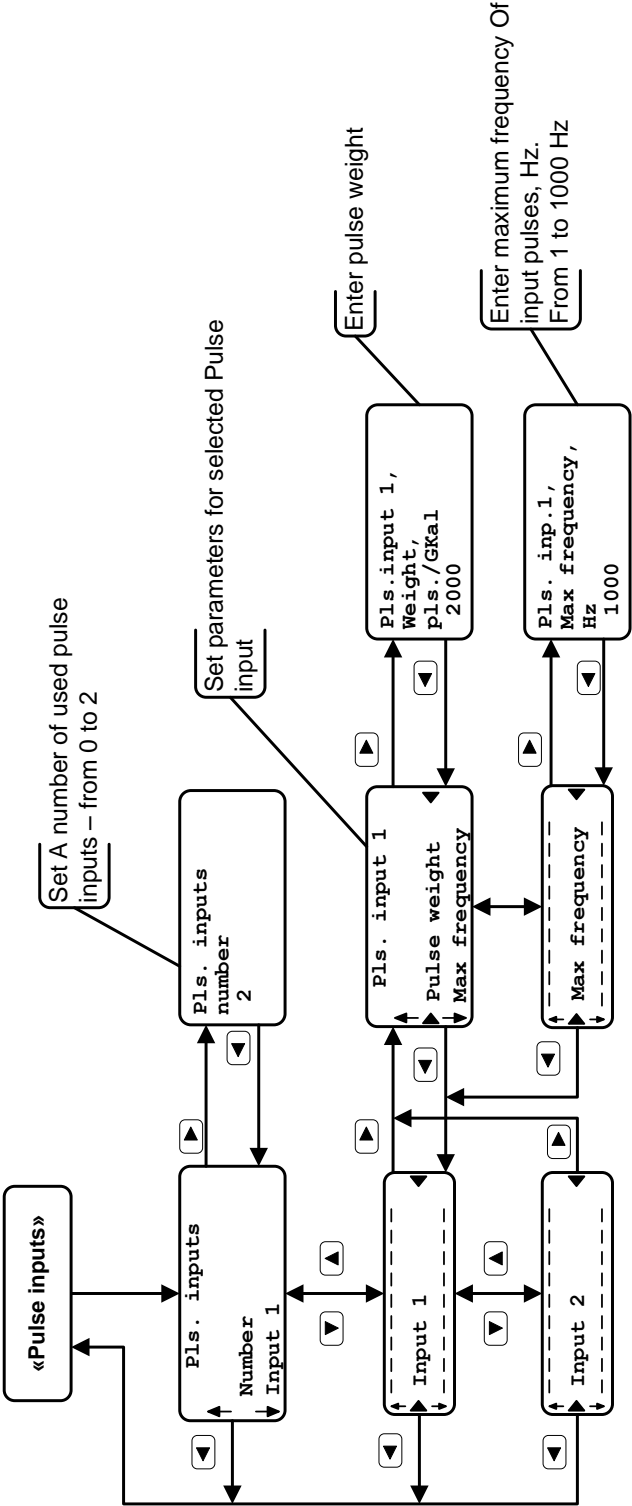 «Pulse inputs»
Pls. inputs
Number
Input 1
Pls. inputs
number
2
Set A number of used pulse
inputs – from 0 to 2
Input 1
Pls. input 1
Pulse weight
Max frequency
Set parameters for selected Pulse
input
Pls.input 1,
Weight,
pls./GKal
2000
Enter pulse weight
Input 2
Max frequency
Pls. inp.1,
Max frequency,
Hz
1000
Enter maximum frequency Of
input pulses, Hz.
From 1 to 1000 Hz